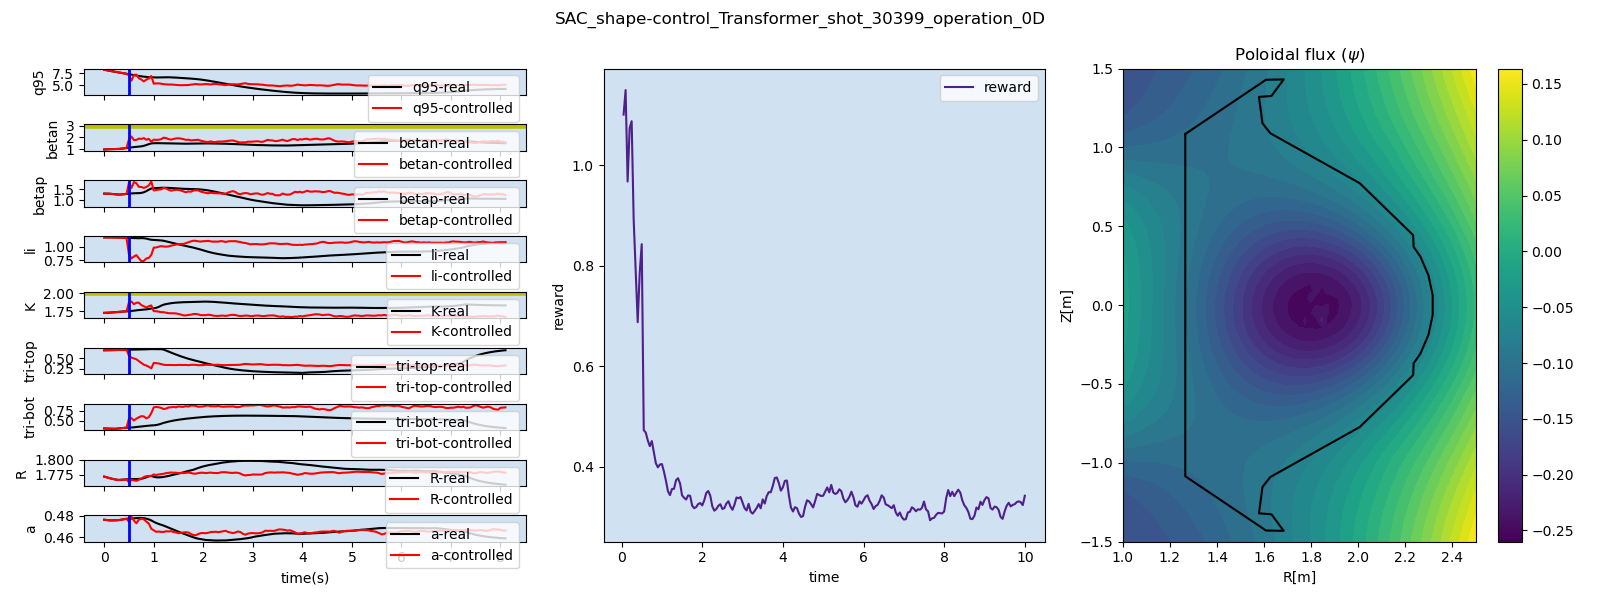 SAC_shape-control_Transformer_shot_30399_operation_0D
q95
7.5
5.0
q95-real
q95-controlled
betan
3
2
1
betan-real
betan-controlled
betap
1.5
1.0
betap-real
betap-controlled
li
1.00
0.75
li-real
li-controlled
K
2.00
1.75
K-real
K-controlled
tri-top
0.50
0.25
tri-top-real
tri-top-controlled
tri-bot
0.75
0.50
tri-bot-real
tri-bot-controlled
R
1.800
1.775
R-real
R-controlled
a
0.48
0.46
a-real
a-controlled
0 1 2 3 4 5
time(s)
reward
1.0
0.8
0.6
0.4
reward
0 2 4 6 8 10
time
Poloidal flux (ψ)
Z[m]
1.5
1.0
0.5
0.0
−0.5
−1.0
−1.5
1.0 1.2 1.4 1.6 1.8 2.0 2.2 2.4
R[m]
0.15
0.10
0.05
0.00
−0.05
−0.10
−0.15
−0.20
−0.25